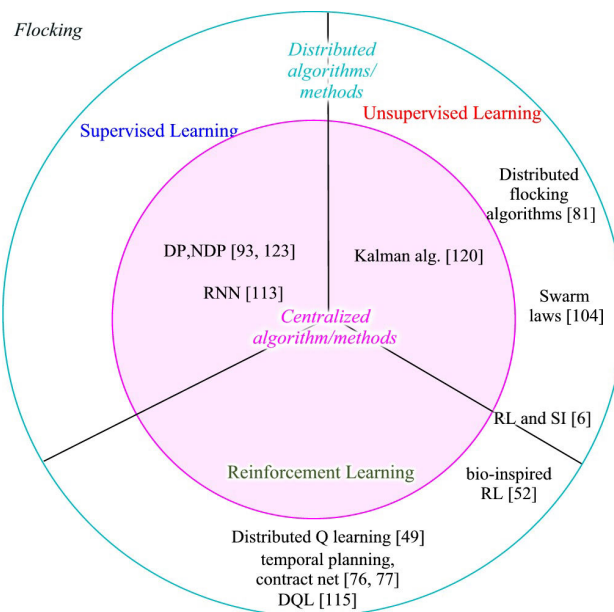 Flocking
Distributed
algorithms/
methods
Supervised Learning
Unsupervised Learning
Distributed
flocking
algorithms [81]
DP,NDP [93, 123]
Kalman alg. [120]
RNN [113]
Swarm
laws [104]
Centralized
algorithm/methods
RL and SI [6]
Reinforcement Learning
bio-inspired
RL [52]
Distributed Q learning [49]
temporal planning,
contract net [76, 77]
DQL [115]